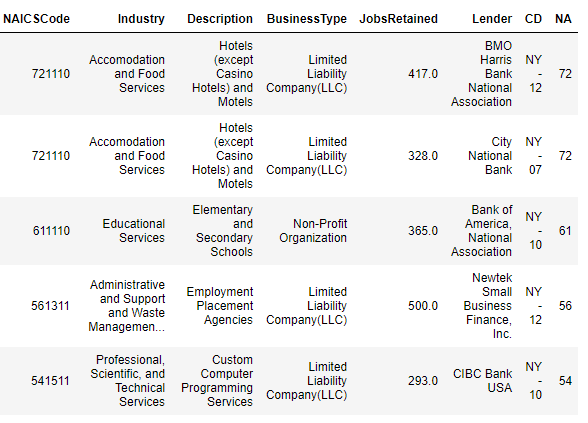 NAICSCode Industry Description BusinessType JobsRetained Lender CD NA
721110 Accomodation and Food Services Hotels (except Casino Hotels) and Motels Limited Liability Company(LLC) 417.0 BMO Harris Bank National Association NY - 12 72
721110 Accomodation and Food Services Hotels (except Casino Hotels) and Motels Limited Liability Company(LLC) 328.0 City National Bank NY - 07 72
611110 Educational Services Elementary and Secondary Schools Non-Profit Organization 365.0 Bank of America, National Association NY - 10 61
561311 Administrative and Support and Waste Managemen... Employment Placement Agencies Limited Liability Company(LLC) 500.0 Newtek Small Business Finance, Inc. NY - 12 56
541511 Professional, Scientific, and Technical Services Custom Computer Programming Services Limited Liability Company(LLC) 293.0 CIBC Bank USA NY - 10 54